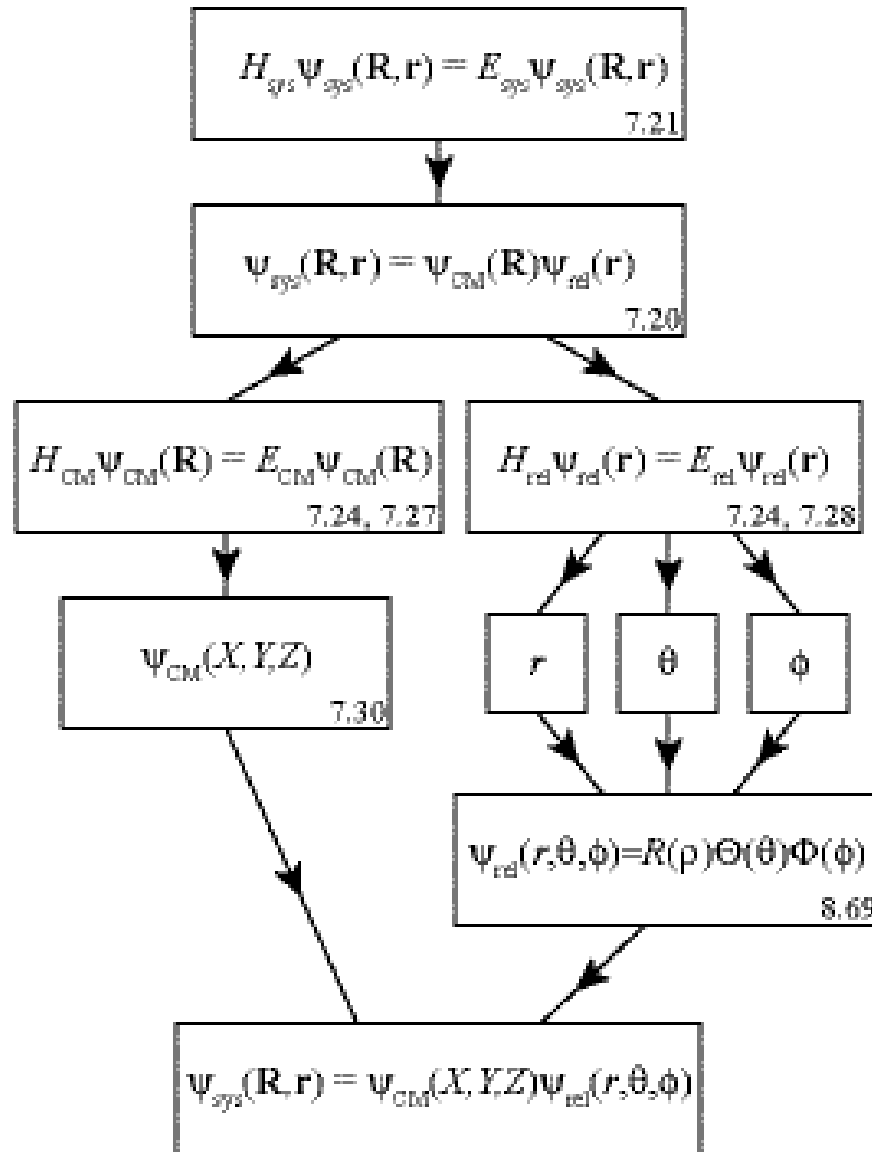 H_sys ψ_sys(R,r) = E_sys ψ_sys(R,r)
7.21
ψ_sys(R,r) = ψ_CM(R)ψ_rel(r)
7.20
H_CM ψ_CM(R) = E_CM ψ_CM(R)
7.24, 7.27
H_rel ψ_rel(r) = E_rel ψ_rel(r)
7.24, 7.28
ψ_CM(X,Y,Z)
7.30
r
θ
ϕ
ψ_rel(r,θ,ϕ)=R(ρ)Θ(θ)Φ(ϕ)
8.69
ψ_sys(R,r) = ψ_CM(X,Y,Z)ψ_rel(r,θ,ϕ)